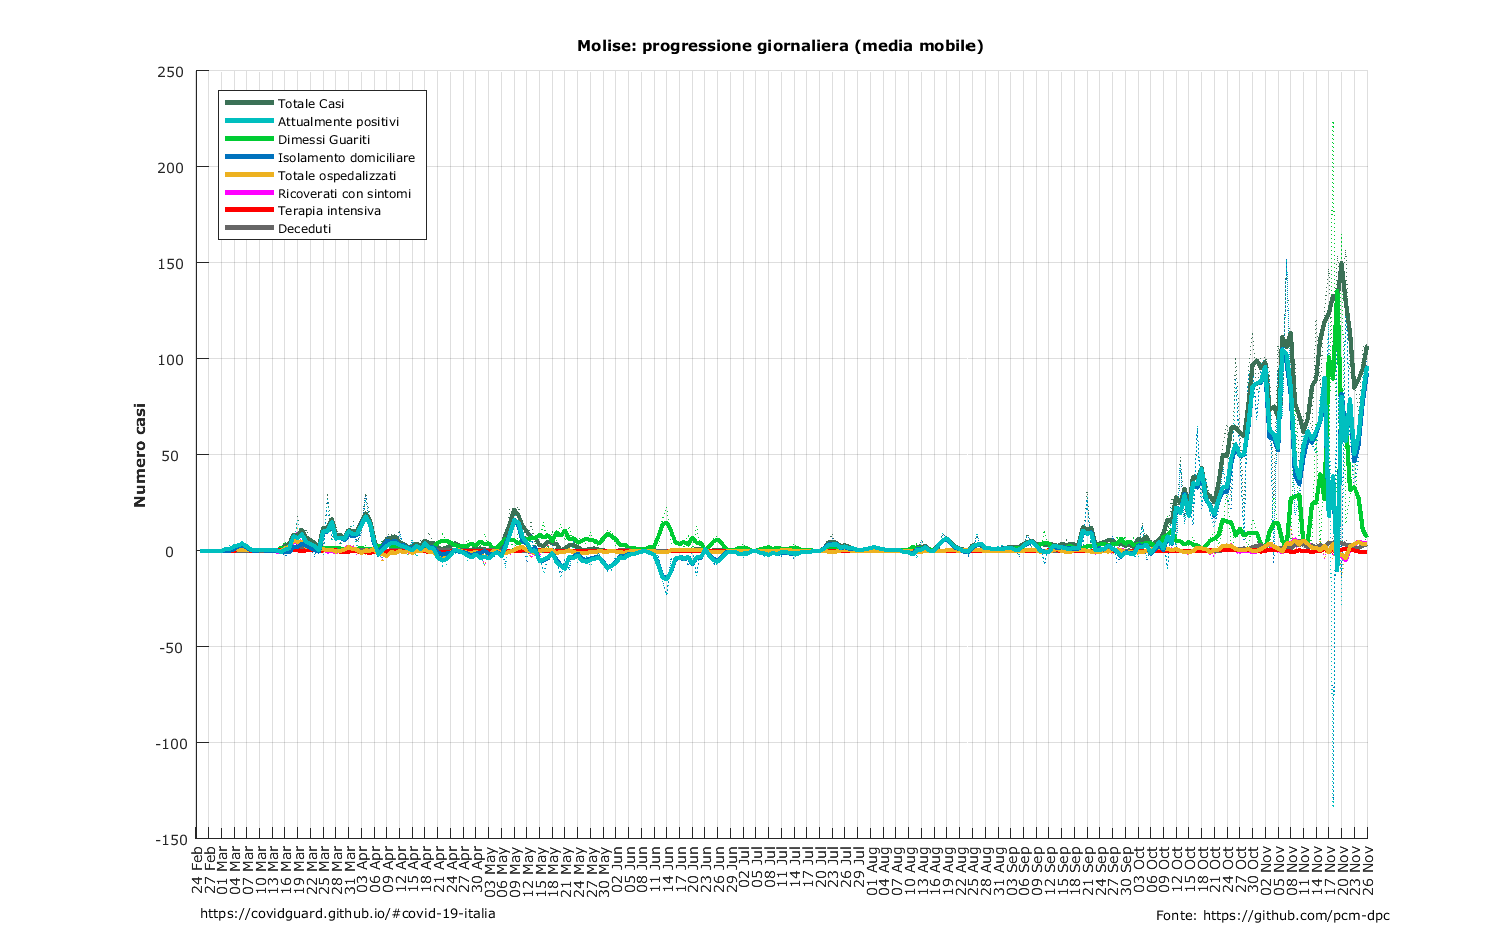 Molise: progressione giornaliera (media mobile)
250
200
150
100
50
0
-50
-100
-150
Numero casi
Totale Casi
Attualmente positivi
Dimessi Guariti
Isolamento domiciliare
Totale ospedalizzati
Ricoverati con sintomi
Terapia intensiva
Deceduti
24 Feb
27 Feb
01 Mar
04 Mar
07 Mar
10 Mar
13 Mar
16 Mar
19 Mar
22 Mar
25 Mar
28 Mar
31 Mar
03 Apr
06 Apr
09 Apr
12 Apr
15 Apr
18 Apr
21 Apr
24 Apr
27 Apr
30 Apr
03 May
06 May
09 May
12 May
15 May
18 May
21 May
24 May
27 May
30 May
02 Jun
05 Jun
08 Jun
11 Jun
14 Jun
17 Jun
20 Jun
23 Jun
26 Jun
29 Jun
02 Jul
05 Jul
08 Jul
11 Jul
14 Jul
17 Jul
20 Jul
23 Jul
26 Jul
29 Jul
01 Aug
04 Aug
07 Aug
10 Aug
13 Aug
16 Aug
19 Aug
22 Aug
25 Aug
28 Aug
31 Aug
03 Sep
06 Sep
09 Sep
12 Sep
15 Sep
18 Sep
21 Sep
24 Sep
27 Sep
30 Sep
03 Oct
06 Oct
09 Oct
12 Oct
15 Oct
18 Oct
21 Oct
24 Oct
27 Oct
30 Oct
02 Nov
05 Nov
08 Nov
11 Nov
14 Nov
17 Nov
20 Nov
23 Nov
26 Nov
https://covidguard.github.io/#covid-19-italia
Fonte: https://github.com/pcm-dpc